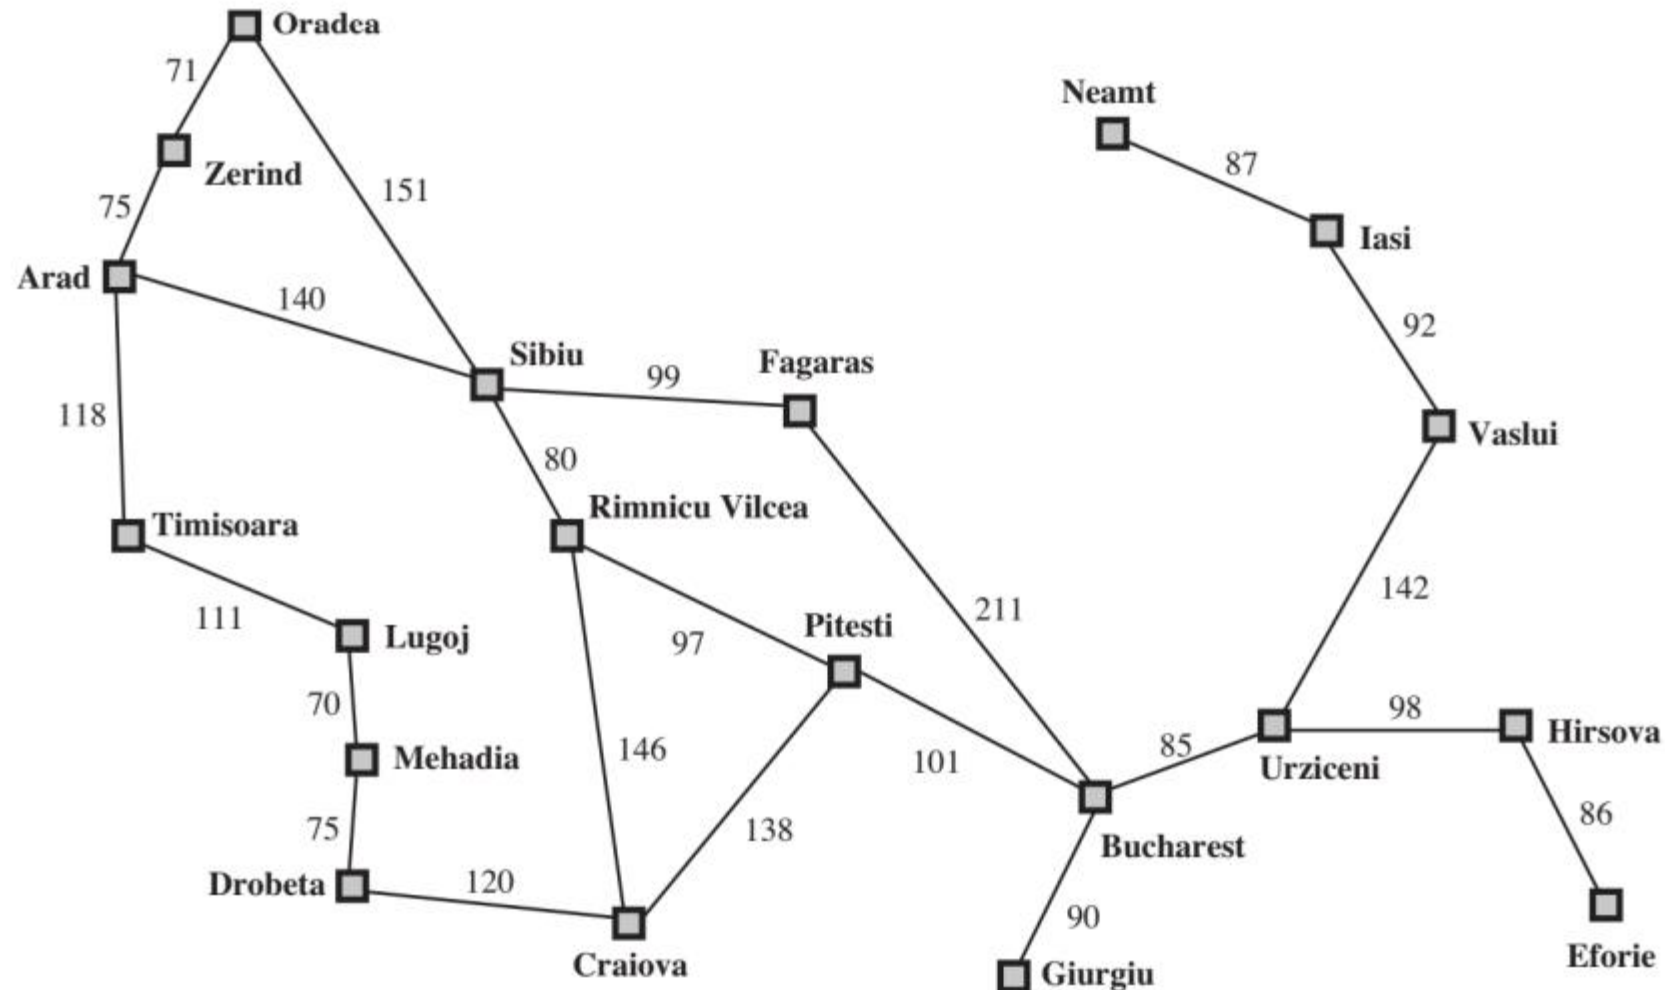 Oradea
71
Neamt
87
Zerind
151
75
Iasi
Arad
140
92
Sibiu
99
Fagaras
118
Vaslui
80
Timisoara
Rimnicu Vilcea
142
111
211
Lugoj
97
Pitesti
70
98
Hirsova
Mehadia
146
101
85
Urziceni
86
75
138
Bucharest
Drobeta
120
90
Craiova
Giurgiu
Eforie